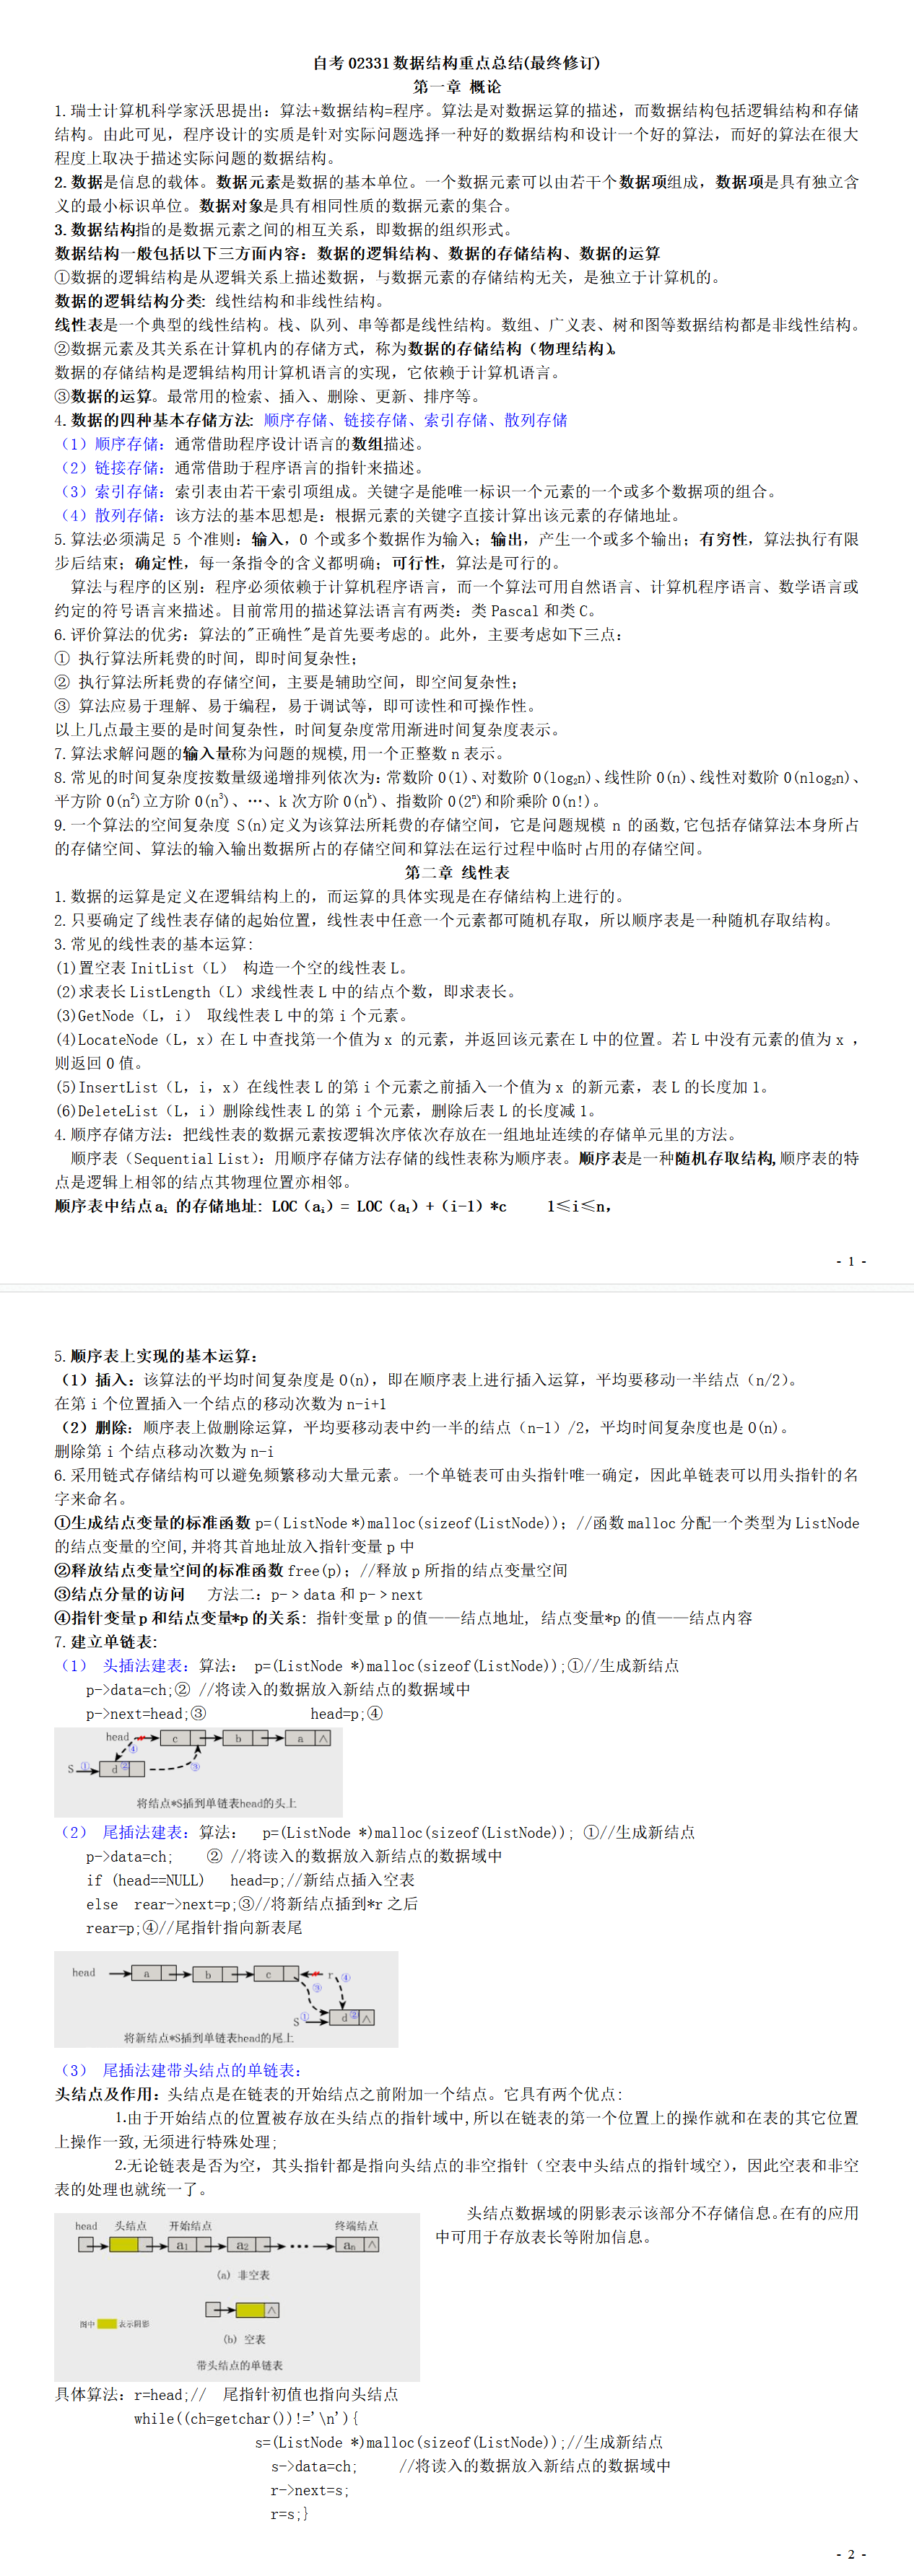 自考 02331 数据结构重点总结(最终修订)
第一章 概论
1.瑞士计算机科学家沃思提出：算法+数据结构=程序。算法是对数据运算的描述，而数据结构包括逻辑结构和存储
结构。由此可见，程序设计的实质是针对实际问题选择一种好的数据结构和设计一个好的算法，而好的算法在很大
程度上取决于描述实际问题的数据结构。
2.数据是信息的载体。数据元素是数据的基本单位。一个数据元素可以由若干个数据项组成，数据项是具有独立含
义的最小标识单位。数据对象是具有相同性质的数据元素的集合。
3.数据结构指的是数据元素之间的相互关系，即数据的组织形式。
数据结构一般包括以下三方面内容：数据的逻辑结构、数据的存储结构、数据的运算
①数据的逻辑结构是从逻辑关系上描述数据，与数据元素的存储结构无关，是独立于计算机的。
数据的逻辑结构分类: 线性结构和非线性结构。
线性表是一个典型的线性结构。栈、队列、串等都是线性结构。数组、广义表、树和图等数据结构都是非线性结构。
②数据元素及其关系在计算机内的存储方式，称为数据的存储结构（物理结构）。
数据的存储结构是逻辑结构用计算机语言的实现，它依赖于计算机语言。
③数据的运算。最常用的检索、插入、删除、更新、排序等。
4.数据的四种基本存储方法: 顺序存储、链接存储、索引存储、散列存储
（1）顺序存储：通常借助程序设计语言的数组描述。
（2）链接存储：通常借助于程序语言的指针来描述。
（3）索引存储：索引表由若干索引项组成。关键字是能唯一标识一个元素的一个或多个数据项的组合。
（4）散列存储：该方法的基本思想是：根据元素的关键字直接计算出该元素的存储地址。
5.算法必须满足 5 个准则：输入，0 个或多个数据作为输入；输出，产生一个或多个输出；有穷性，算法执行有限
步后结束；确定性，每一条指令的含义都明确；可行性，算法是可行的。
算法与程序的区别：程序必须依赖于计算机程序语言，而一个算法可用自然语言、计算机程序语言、数学语言或
约定的符号语言来描述。目前常用的描述算法语言有两类：类 Pascal 和类 C。
6.评价算法的优劣：算法的"正确性"是首先要考虑的。此外，主要考虑如下三点：
① 执行算法所耗费的时间，即时间复杂性；
② 执行算法所耗费的存储空间，主要是辅助空间，即空间复杂性；
③ 算法应易于理解、易于编程，易于调试等，即可读性和可操作性。
以上几点最主要的是时间复杂性，时间复杂度常用渐进时间复杂度表示。
7.算法求解问题的输入量称为问题的规模,用一个正整数 n 表示。
8.常见的时间复杂度按数量级递增排列依次为：常数阶 0(1)、对数阶 0(log₂n)、线性阶 0(n)、线性对数阶 0(nlog₂n)、
平方阶 0(n²)立方阶 0(n³)、…、k 次方阶 0(nᵏ)、指数阶 0(2ⁿ)和阶乘阶 0(n!)。
9.一个算法的空间复杂度 S(n)定义为该算法所耗费的存储空间，它是问题规模 n 的函数,它包括存储算法本身所占
的存储空间、算法的输入输出数据所占的存储空间和算法在运行过程中临时占用的存储空间。
第二章 线性表
1.数据的运算是定义在逻辑结构上的，而运算的具体实现是在存储结构上进行的。
2.只要确定了线性表存储的起始位置，线性表中任意一个元素都可随机存取，所以顺序表是一种随机存取结构。
3.常见的线性表的基本运算:
(1)置空表 InitList（L） 构造一个空的线性表 L。
(2)求表长 ListLength（L）求线性表 L 中的结点个数，即求表长。
(3)GetNode（L，i） 取线性表 L 中的第 i 个元素。
(4)LocateNode（L，x）在 L 中查找第一个值为 x 的元素，并返回该元素在 L 中的位置。若 L 中没有元素的值为 x ，
则返回 0 值。
(5)InsertList（L，i，x）在线性表 L 的第 i 个元素之前插入一个值为 x 的新元素，表 L 的长度加 1。
(6)DeleteList（L，i）删除线性表 L 的第 i 个元素，删除后表 L 的长度减 1。
4.顺序存储方法：把线性表的数据元素按逻辑次序依次存放在一组地址连续的存储单元里的方法。
顺序表（Sequential List）：用顺序存储方法存储的线性表称为顺序表。顺序表是一种随机存取结构,顺序表的特
点是逻辑上相邻的结点其物理位置亦相邻。
顺序表中结点 aᵢ 的存储地址: LOC（aᵢ）= LOC（a₁）+（i-1）*c 1≤i≤n，
- 1 -
5.顺序表上实现的基本运算：
（1）插入：该算法的平均时间复杂度是 0(n)，即在顺序表上进行插入运算，平均要移动一半结点（n/2）。
在第 i 个位置插入一个结点的移动次数为 n-i+1
（2）删除: 顺序表上做删除运算，平均要移动表中约一半的结点（n-1）/2，平均时间复杂度也是 0(n)。
删除第 i 个结点移动次数为 n-i
6.采用链式存储结构可以避免频繁移动大量元素。一个单链表可由头指针唯一确定，因此单链表可以用头指针的名
字来命名。
①生成结点变量的标准函数 p=( ListNode *)malloc(sizeof(ListNode))；//函数 malloc 分配一个类型为 ListNode
的结点变量的空间,并将其首地址放入指针变量 p 中
②释放结点变量空间的标准函数 free(p)；//释放 p 所指的结点变量空间
③结点分量的访问 方法二：p-﹥data 和 p-﹥next
④指针变量 p 和结点变量*p 的关系: 指针变量 p 的值——结点地址, 结点变量*p 的值——结点内容
7.建立单链表:
（1） 头插法建表：算法： p=(ListNode *)malloc(sizeof(ListNode));①//生成新结点
p->data=ch;② //将读入的数据放入新结点的数据域中
p->next=head;③ head=p;④
head c b a ∧
④
S ① d ② ③
将结点*S插到单链表head的头上
（2） 尾插法建表：算法： p=(ListNode *)malloc(sizeof(ListNode)); ①//生成新结点
p->data=ch; ② //将读入的数据放入新结点的数据域中
if (head==NULL) head=p;//新结点插入空表
else rear->next=p;③//将新结点插到*r 之后
rear=p;④//尾指针指向新表尾
head a b c r ④
③
S ① d ② ∧
将新结点*S插到单链表head的尾上
（3） 尾插法建带头结点的单链表：
头结点及作用：头结点是在链表的开始结点之前附加一个结点。它具有两个优点:
⒈由于开始结点的位置被存放在头结点的指针域中,所以在链表的第一个位置上的操作就和在表的其它位置
上操作一致,无须进行特殊处理;
⒉无论链表是否为空，其头指针都是指向头结点的非空指针（空表中头结点的指针域空），因此空表和非空
表的处理也就统一了。
头结点数据域的阴影表示该部分不存储信息。在有的应用
中可用于存放表长等附加信息。
head 头结点 开始结点 终端结点
a₁ a₂ ••• aₙ ∧
(a) 非空表
∧
图中 表示阴影
(b) 空表
带头结点的单链表
具体算法：r=head;// 尾指针初值也指向头结点
while((ch=getchar())!='\n'){
s=(ListNode *)malloc(sizeof(ListNode));//生成新结点
s->data=ch; //将读入的数据放入新结点的数据域中
r->next=s;
r=s;}
- 2 -